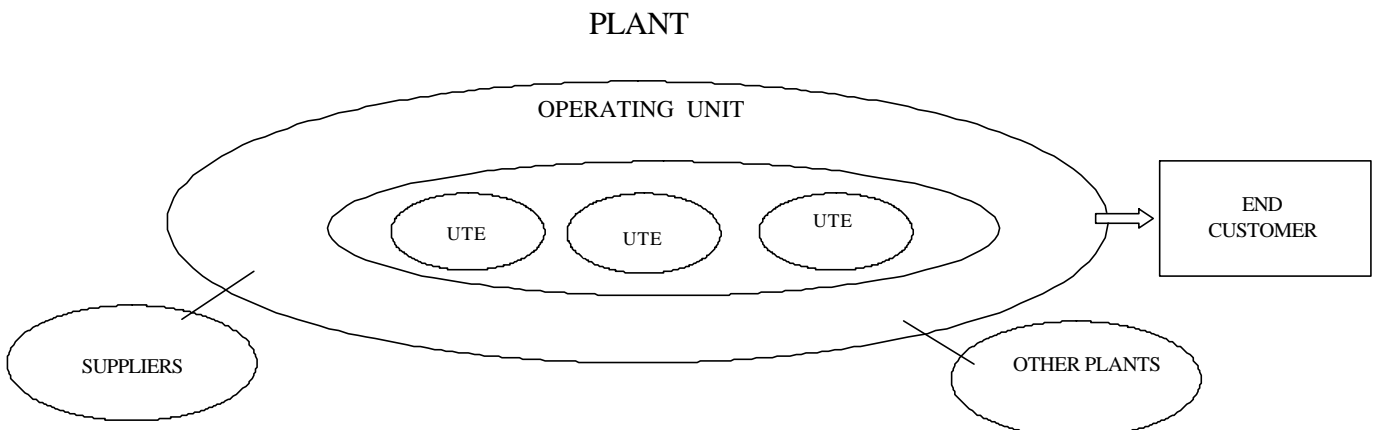 PLANT
OPERATING UNIT
UTE
UTE
UTE
END
CUSTOMER
SUPPLIERS
OTHER PLANTS